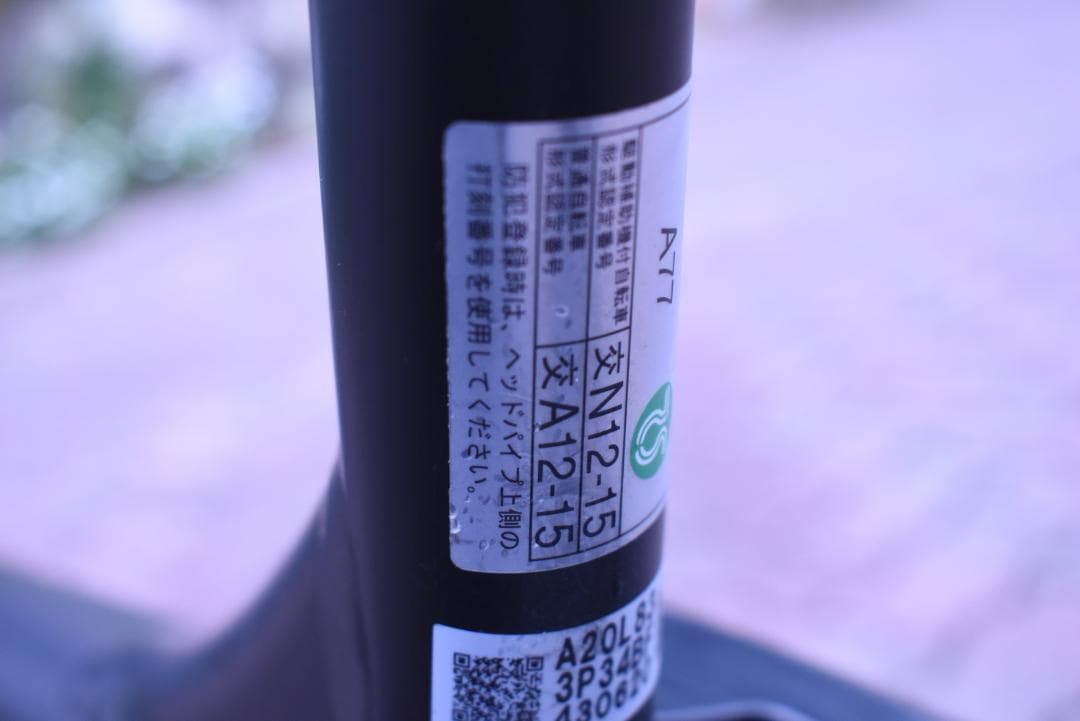 A77
TS
駆動補助機付自転車
形式認定番号
交N12-15
普通自転車
形式認定番号
交A12-15
防犯登録時は、ヘッドパイプ上側の
打刻番号を使用してください。
A20L83
3P34
43062